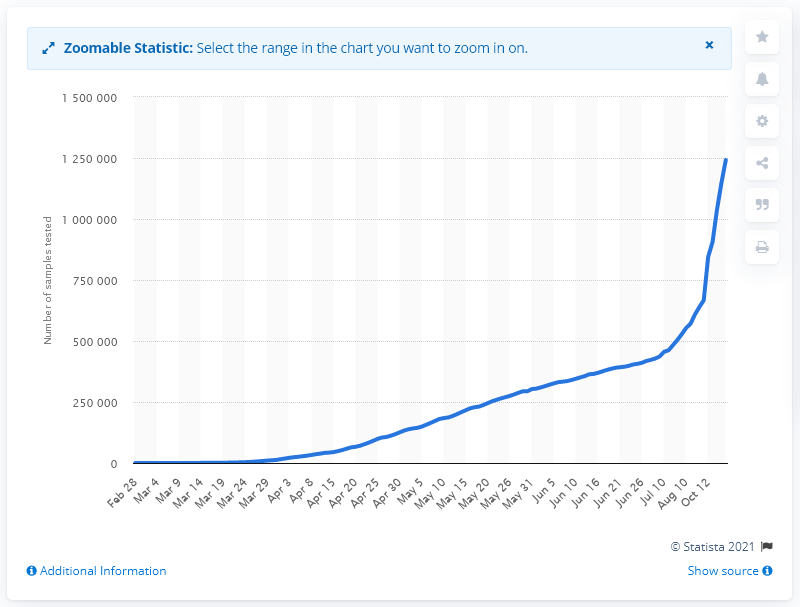 Zoomable Statistic: Select the range in the chart you want to zoom in on.
×
1 500 000
1 250 000
1 000 000
750 000
500 000
250 000
0
Number of samples tested
Feb 28
Mar 4
Mar 9
Mar 14
Mar 19
Mar 24
Mar 29
Apr 3
Apr 8
Apr 15
Apr 20
Apr 25
Apr 30
May 5
May 10
May 15
May 20
May 26
May 31
Jun 5
Jun 10
Jun 16
Jun 21
Jun 26
Jul 10
Aug 10
Oct 12
© Statista 2021
Additional Information
Show source